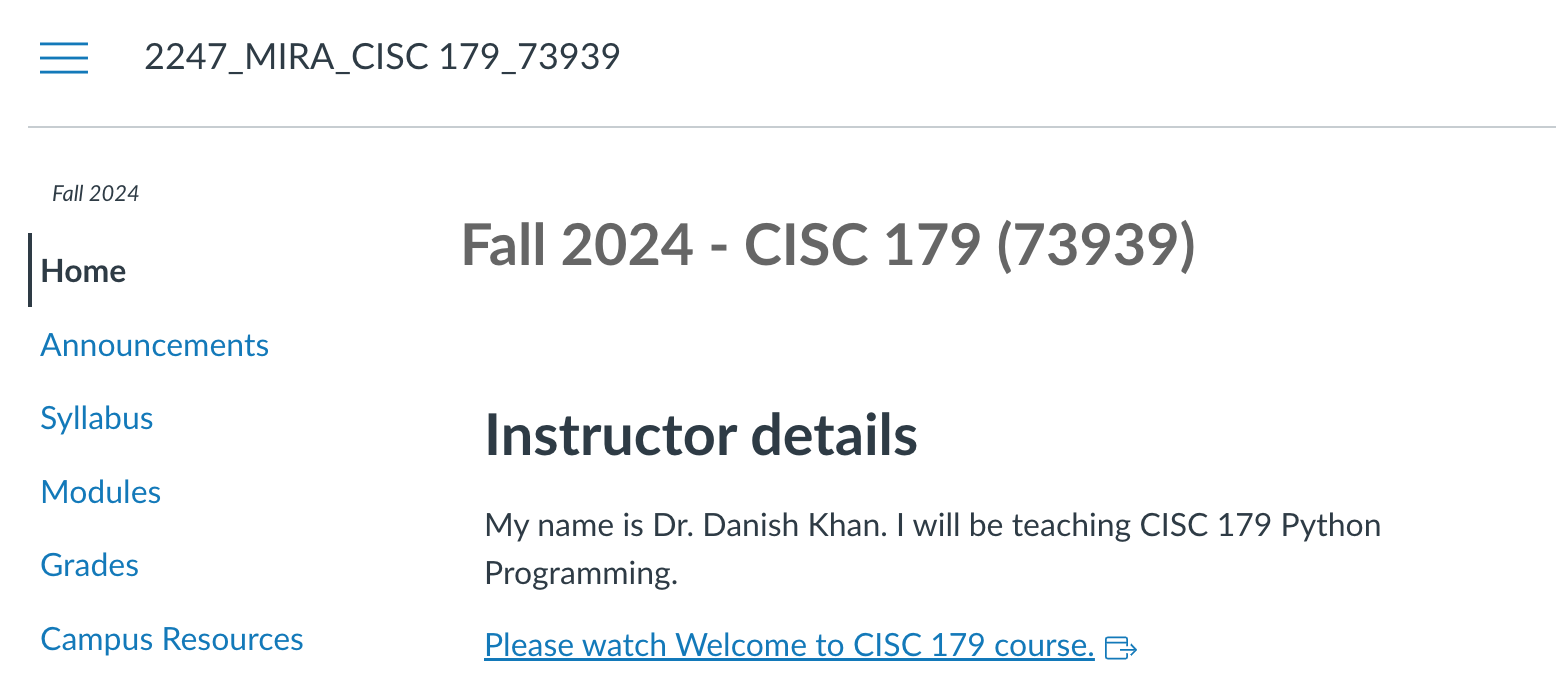 2247_MIRA_CISC 179_73939
Fall 2024
Home
Announcements
Syllabus
Modules
Grades
Campus Resources
Fall 2024 - CISC 179 (73939)
Instructor details
My name is Dr. Danish Khan. I will be teaching CISC 179 Python
Programming.
Please watch Welcome to CISC 179 course.